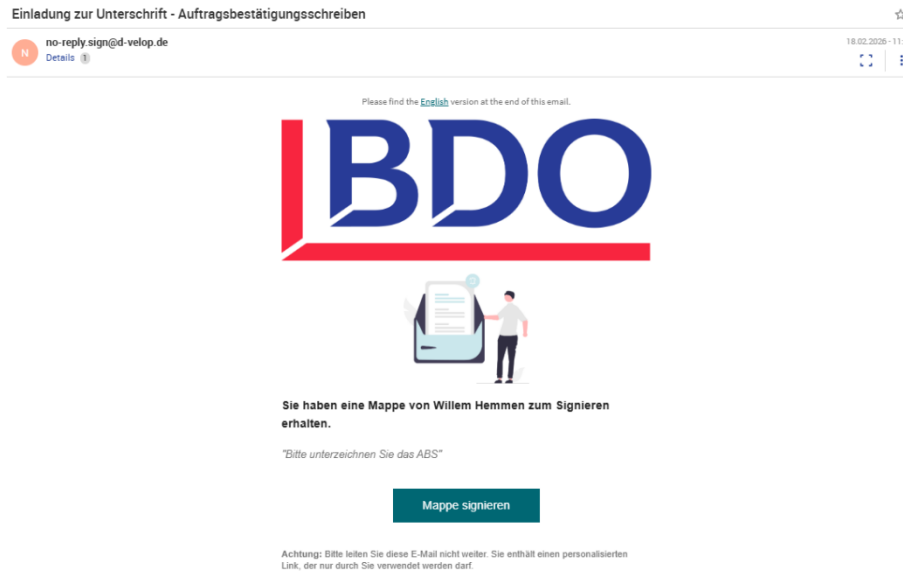 Einladung zur Unterschrift - Auftragsbestätigungsschreiben
N
no-reply.sign@d-velop.de
Details 1
18.02.2026 - 11:
Please find the English version at the end of this email.
BDO
Sie haben eine Mappe von Willem Hemmen zum Signieren
erhalten.
"Bitte unterzeichnen Sie das ABS"
Mappe signieren
Achtung: Bitte leiten Sie diese E-Mail nicht weiter. Sie enthält einen personalisierten
Link, der nur durch Sie verwendet werden darf.